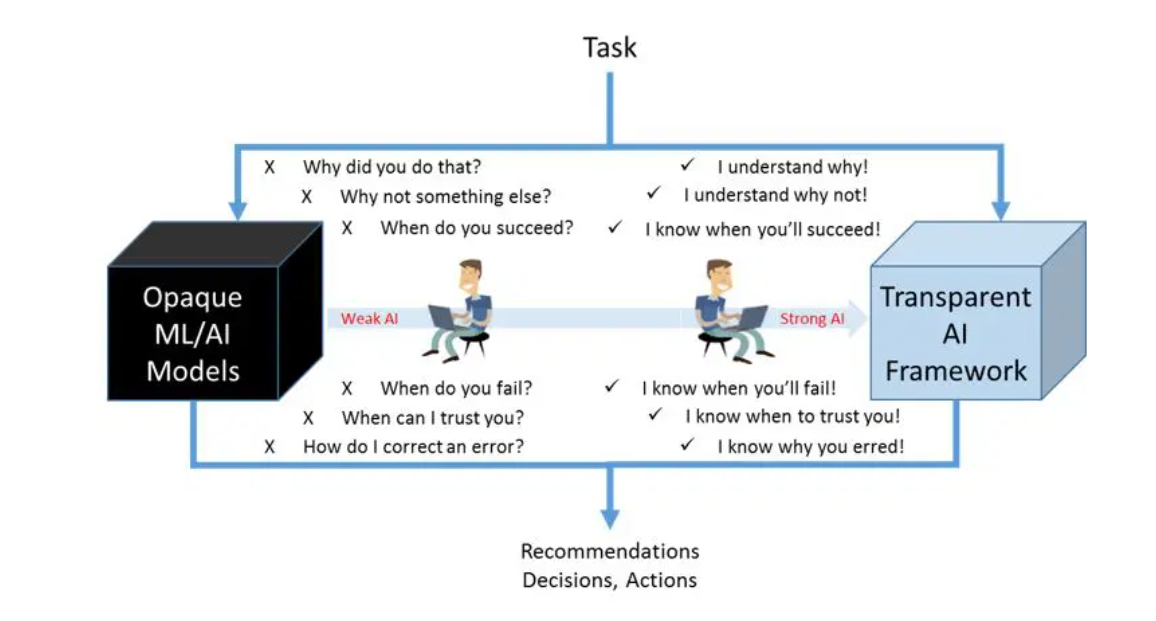 Task
X Why did you do that?
✓ I understand why!
X Why not something else?
✓ I understand why not!
X When do you succeed?
✓ I know when you'll succeed!
Opaque
ML/AI
Models
Weak AI
Strong AI
Transparent
AI
Framework
X When do you fail?
✓ I know when you'll fail!
X When can I trust you?
✓ I know when to trust you!
X How do I correct an error?
✓ I know why you erred!
Recommendations
Decisions, Actions